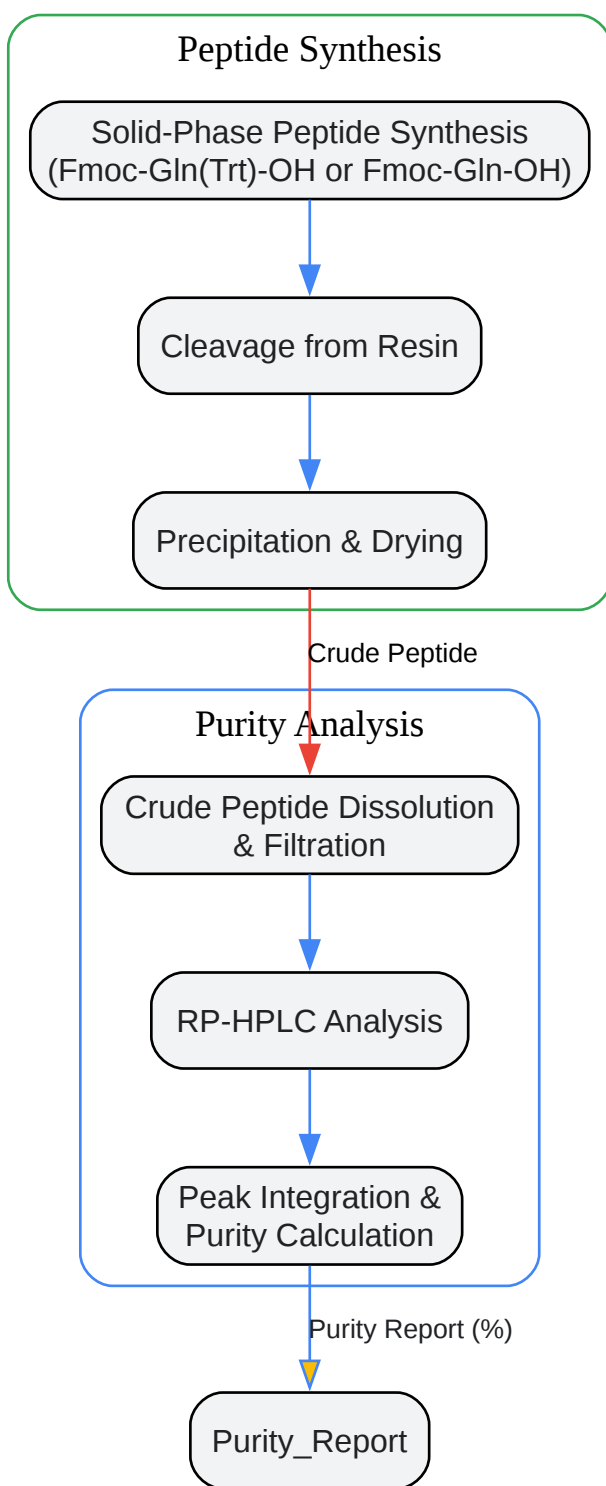 Peptide Synthesis
Solid-Phase Peptide Synthesis
(Fmoc-Gln(Trt)-OH or Fmoc-Gln-OH)
Cleavage from Resin
Precipitation & Drying
Crude Peptide
Purity Analysis
Crude Peptide Dissolution
& Filtration
RP-HPLC Analysis
Peak Integration &
Purity Calculation
Purity Report (%)
Purity_Report